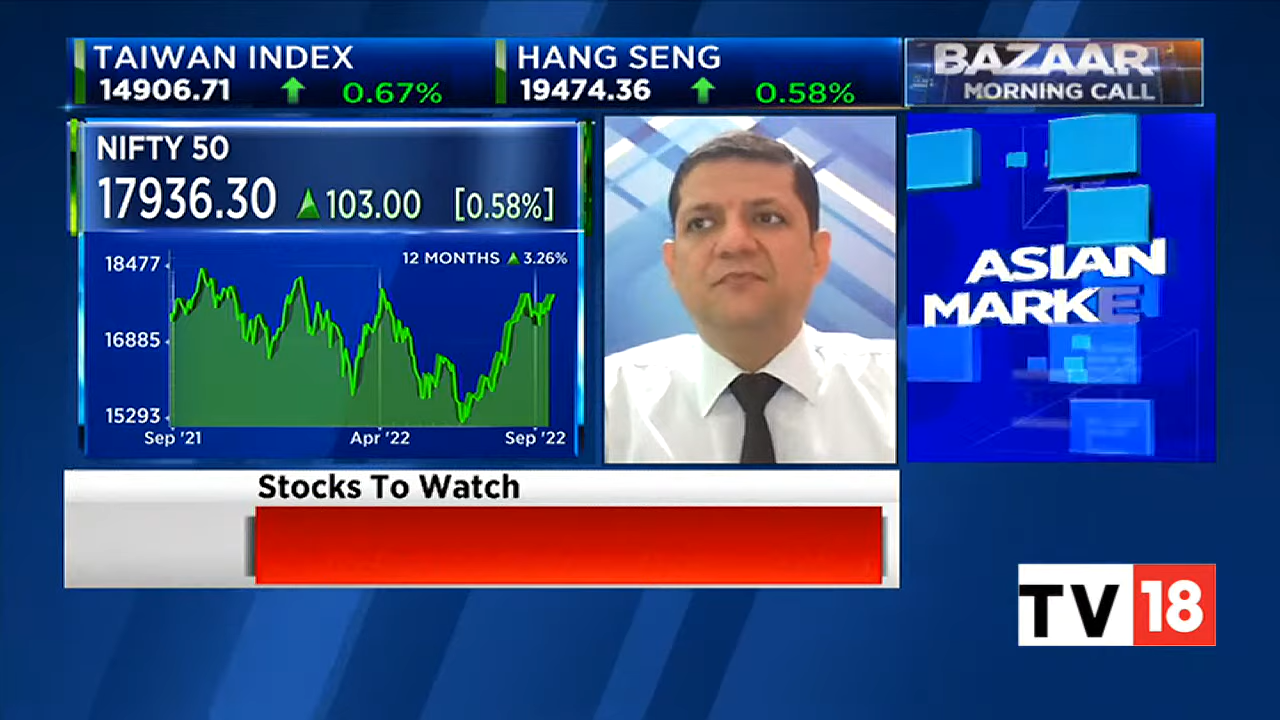 TAIWAN INDEX
14906.71 0.67%
HANG SENG
19474.36 0.58%
BAZAAR
MORNING CALL
NIFTY 50
17936.30 103.00 [0.58%]
12 MONTHS 3.26%
18477
16885
15293
Sep '21 Apr '22 Sep '22
ASIAN
MARKE
Stocks To Watch
TV18